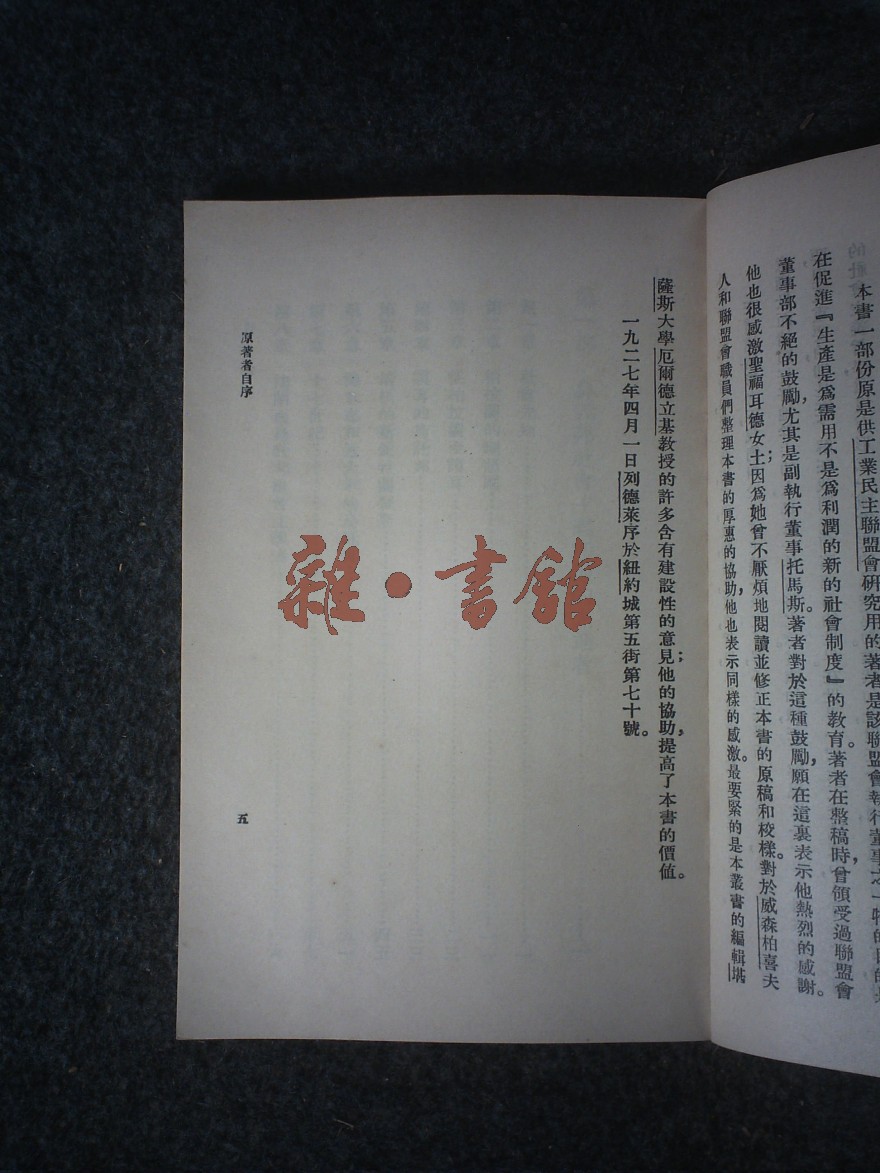 本書一部份原是供工業民主聯盟會研究用的著者是該聯盟會執行董事之一
在促進『生產是爲需用不是爲利潤的新的社會制度』的教育。著者在整稿時，曾領受過聯盟會
董事部不絕的鼓勵，尤其是副執行董事托馬斯。著者對於這種鼓勵，願在這裏表示他熱烈的感謝。
他也很感激聖福耳德女士；因爲她曾不厭煩地閱讀並修正本書的原稿和校樣。對於威森柏喜夫
人和聯盟會職員們整理本書的厚惠的協助，他也表示同樣的感激。最要緊的是本叢書的編輯堪
薩斯大學厄爾德立基教授的許多含有建設性的意見；他的協助，提高了本書的價值。
一九二七年四月一日列德萊序於紐約城第五街第七十號。
原著者自序
五
雜·書館